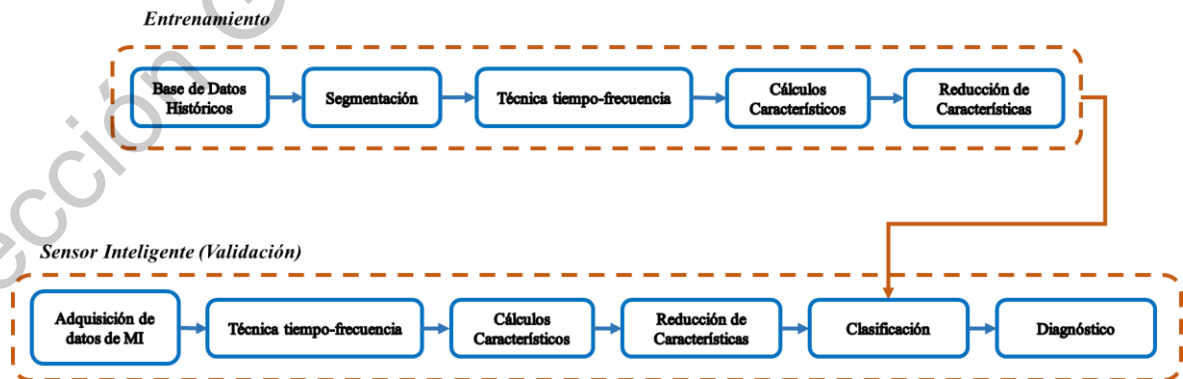 Entrenamiento
Base de Datos
Históricos
Segmentación
Técnica tiempo-frecuencia
Cálculos
Característicos
Reducción de
Características
Sensor Inteligente (Validación)
Adquisición de
datos de MI
Técnica tiempo-frecuencia
Cálculos
Característicos
Reducción de
Características
Clasificación
Diagnóstico
ección